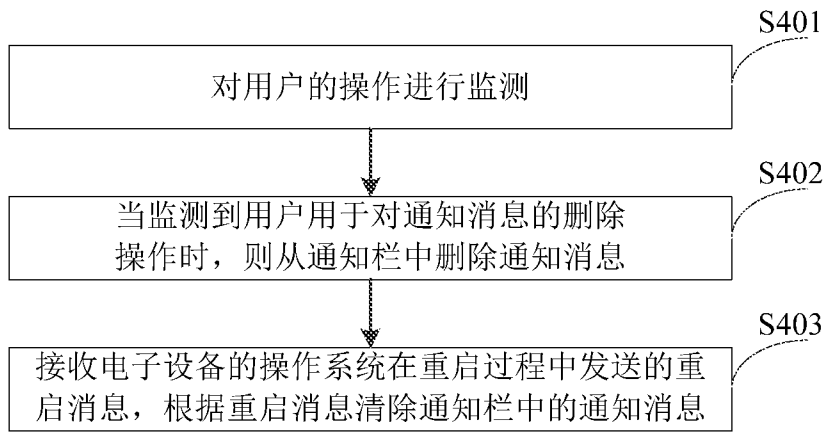 S401
对用户的操作进行监测
S402
当监测到用户用于对通知消息的删除
操作时，则从通知栏中删除通知消息
S403
接收电子设备的操作系统在重启过程中发送的重
启消息，根据重启消息清除通知栏中的通知消息